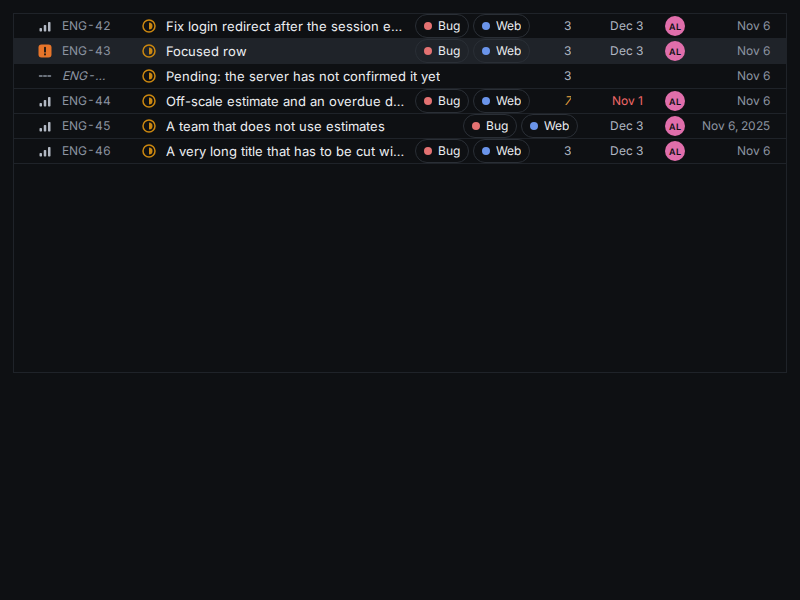 ENG-42 Fix login redirect after the session e... Bug Web 3 Dec 3 AL Nov 6
ENG-43 Focused row Bug Web 3 Dec 3 AL Nov 6
ENG-... Pending: the server has not confirmed it yet 3 Nov 6
ENG-44 Off-scale estimate and an overdue d... Bug Web 7 Nov 1 AL Nov 6
ENG-45 A team that does not use estimates Bug Web Dec 3 AL Nov 6, 2025
ENG-46 A very long title that has to be cut wi... Bug Web 3 Dec 3 AL Nov 6